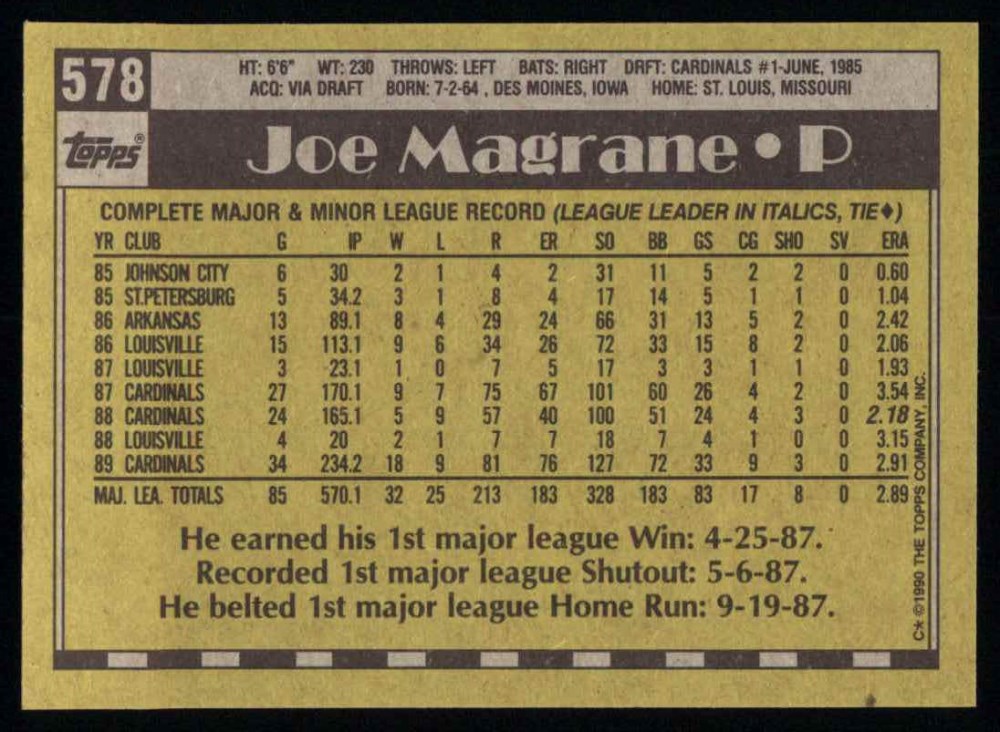 578
HT: 6'6" WT: 230 THROWS: LEFT BATS: RIGHT DRFT: CARDINALS #1-JUNE, 1985
ACQ: VIA DRAFT BORN: 7-2-64 , DES MOINES, IOWA HOME: ST. LOUIS, MISSOURI
Topps®
Joe Magrane • P
COMPLETE MAJOR & MINOR LEAGUE RECORD (LEAGUE LEADER IN ITALICS, TIE♦)
YR CLUB G IP W L R ER SO BB GS CG SHO SV ERA
85 JOHNSON CITY 6 30 2 1 4 2 31 11 5 2 2 0 0.60
85 ST.PETERSBURG 5 34.2 3 1 8 4 17 14 5 1 1 0 1.04
86 ARKANSAS 13 89.1 8 4 29 24 66 31 13 5 2 0 2.42
86 LOUISVILLE 15 113.1 9 6 34 26 72 33 15 8 2 0 2.06
87 LOUISVILLE 3 23.1 1 0 7 5 17 3 3 1 1 0 1.93
87 CARDINALS 27 170.1 9 7 75 67 101 60 26 4 2 0 3.54
88 CARDINALS 24 165.1 5 9 57 40 100 51 24 4 3 0 2.18
88 LOUISVILLE 4 20 2 1 7 7 18 7 4 1 0 0 3.15
89 CARDINALS 34 234.2 18 9 81 76 127 72 33 9 3 0 2.91
MAJ. LEA. TOTALS 85 570.1 32 25 213 183 328 183 83 17 8 0 2.89
He earned his 1st major league Win: 4-25-87.
Recorded 1st major league Shutout: 5-6-87.
He belted 1st major league Home Run: 9-19-87.
C* ©1990 THE TOPPS COMPANY, INC.